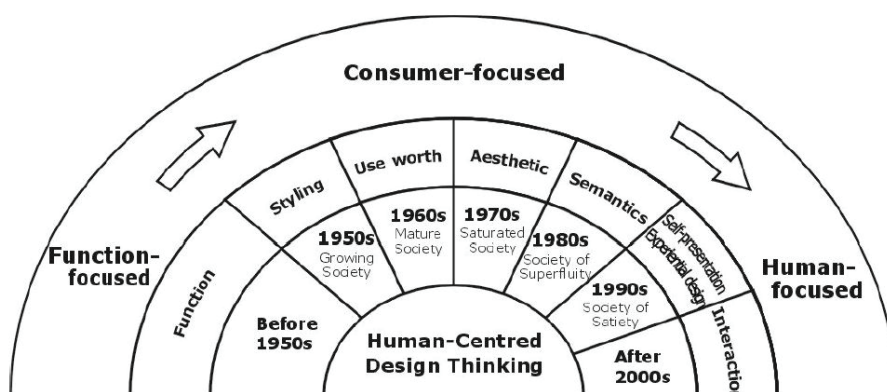 Consumer-focused
Function-
focused
Human-
focused
Function
Styling
Use worth
Aesthetic
Semantics
Self-presentation
Experiential design
Interaction
Before
1950s
1950s
Growing
Society
1960s
Mature
Society
1970s
Saturated
Society
1980s
Society of
Superfluity
1990s
Society of
Satiety
After
2000s
Human-Centred
Design Thinking